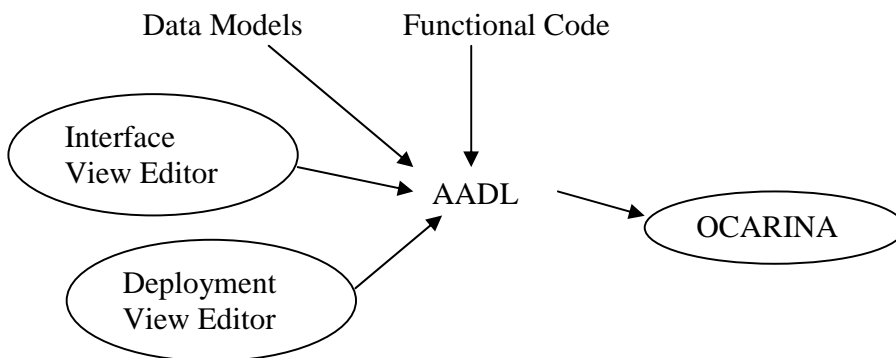 Data Models
Functional Code
Interface
View Editor
AADL
OCARINA
Deployment
View Editor